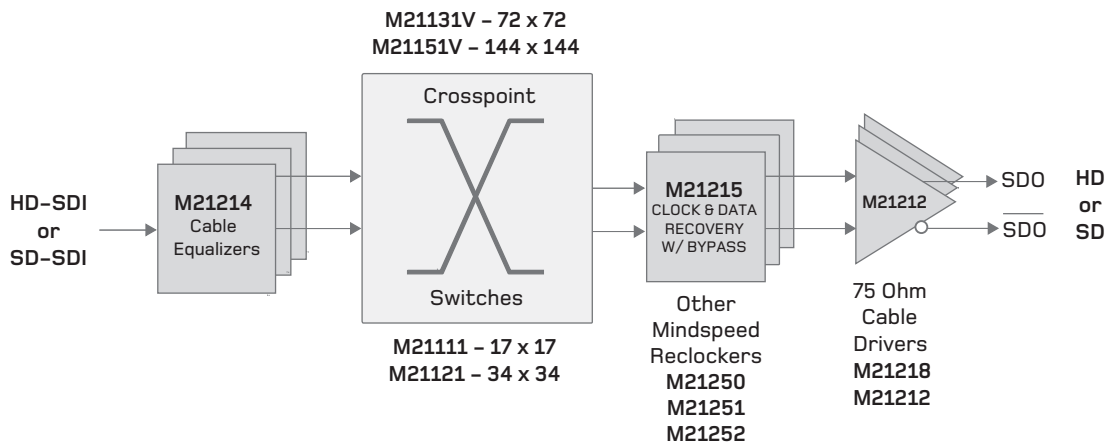 M21131V – 72 x 72
M21151V – 144 x 144
Crosspoint
Switches
M21111 – 17 x 17
M21121 – 34 x 34
HD–SDI
or
SD–SDI
M21214
Cable
Equalizers
M21215
CLOCK & DATA
RECOVERY
W/ BYPASS
Other
Mindspeed
Reclockers
M21250
M21251
M21252
M21212
75 Ohm
Cable
Drivers
M21218
M21212
SDO
SDO
HD
or
SD